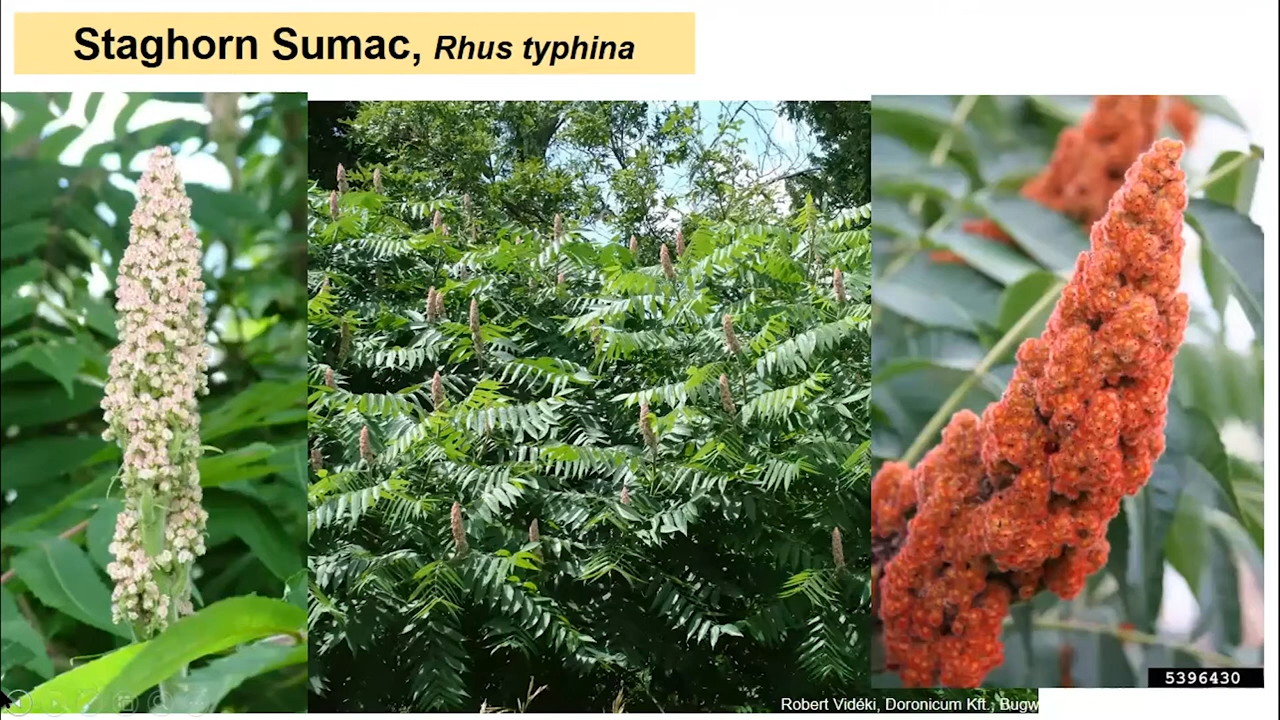 Staghorn Sumac, Rhus typhina
5396430
Robert Vidéki, Doronicum Kft., Bugw